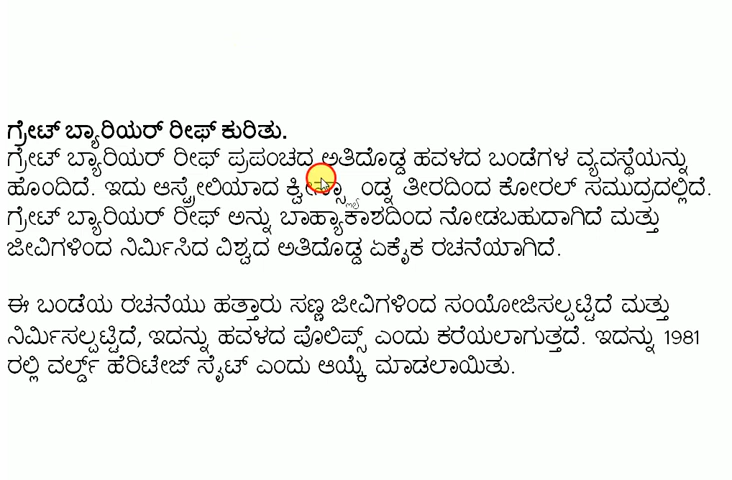 ಗ್ರೇಟ್ ಬ್ಯಾರಿಯರ್ ರೀಫ್ ಕುರಿತು.
ಗ್ರೇಟ್ ಬ್ಯಾರಿಯರ್ ರೀಫ್ ಪ್ರಪಂಚದ ಅತಿದೊಡ್ಡ ಹವಳದ ಬಂಡೆಗಳ ವ್ಯವಸ್ಥೆಯನ್ನು
ಹೊಂದಿದೆ. ಇದು ಆಸ್ಟ್ರೇಲಿಯಾದ ತೀರದಿಂದ ಕೋರಲ್ ಸಮುದ್ರದಲ್ಲಿದೆ.
ಗ್ರೇಟ್ ಬ್ಯಾರಿಯರ್ ರೀಫ್ ಅನ್ನು ಬಾಹ್ಯಾಕಾಶದಿಂದ ನೋಡಬಹುದಾಗಿದೆ ಮತ್ತು
ಜೀವಿಗಳಿಂದ ನಿರ್ಮಿಸಿದ ವಿಶ್ವದ ಅತಿದೊಡ್ಡ ಏಕೈಕ ರಚನೆಯಾಗಿದೆ.
ಈ ಬಂಡೆಯ ರಚನೆಯು ಹತ್ತಾರು ಸಣ್ಣ ಜೀವಿಗಳಿಂದ ಸಂಯೋಜಿಸಲ್ಪಟ್ಟಿದೆ ಮತ್ತು
ನಿರ್ಮಿಸಲ್ಪಟ್ಟಿದೆ, ಇದನ್ನು ಹವಳದ ಪೊಲಿಪ್ಸ್ ಎಂದು ಕರೆಯಲಾಗುತ್ತದೆ. ಇದನ್ನು 1981
ರಲ್ಲಿ ವರ್ಲ್ಡ್ ಹೆರಿಟೇಜ್ ಸೈಟ್ ಎಂದು ಆಯ್ಕೆ ಮಾಡಲಾಯಿತು.